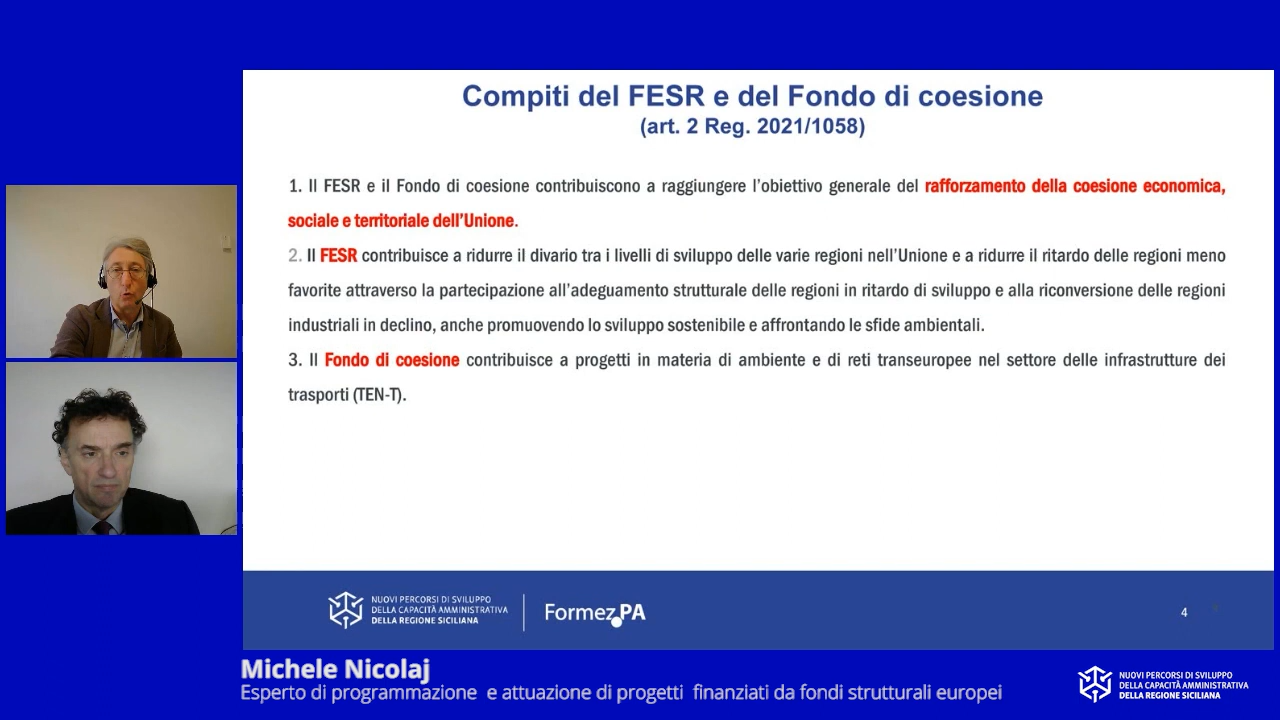 Compiti del FESR e del Fondo di coesione
(art. 2 Reg. 2021/1058)
1. Il FESR e il Fondo di coesione contribuiscono a raggiungere l'obiettivo generale del rafforzamento della coesione economica,
sociale e territoriale dell'Unione.
2. Il FESR contribuisce a ridurre il divario tra i livelli di sviluppo delle varie regioni nell'Unione e a ridurre il ritardo delle regioni meno
favorite attraverso la partecipazione all'adeguamento strutturale delle regioni in ritardo di sviluppo e alla riconversione delle regioni
industriali in declino, anche promuovendo lo sviluppo sostenibile e affrontando le sfide ambientali.
3. Il Fondo di coesione contribuisce a progetti in materia di ambiente e di reti transeuropee nel settore delle infrastrutture dei
trasporti (TEN-T).
NUOVI PERCORSI DI SVILUPPO
DELLA CAPACITÀ AMMINISTRATIVA
DELLA REGIONE SICILIANA
Formez.PA
4
Michele Nicolaj
Esperto di programmazione e attuazione di progetti finanziati da fondi strutturali europei
NUOVI PERCORSI DI SVILUPPO
DELLA CAPACITÀ AMMINISTRATIVA
DELLA REGIONE SICILIANA